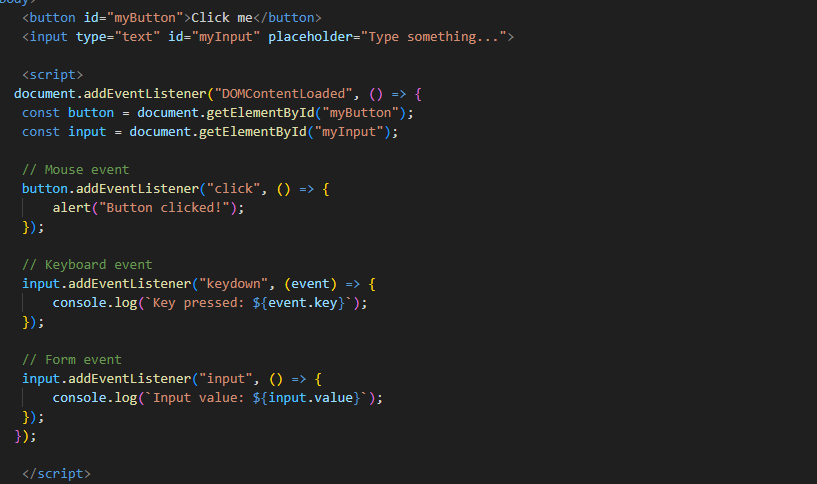 body>
<button id="myButton">Click me</button>
<input type="text" id="myInput" placeholder="Type something...">
<script>
document.addEventListener("DOMContentLoaded", () => {
const button = document.getElementById("myButton");
const input = document.getElementById("myInput");
// Mouse event
button.addEventListener("click", () => {
alert("Button clicked!");
});
// Keyboard event
input.addEventListener("keydown", (event) => {
console.log(`Key pressed: ${event.key}`);
});
// Form event
input.addEventListener("input", () => {
console.log(`Input value: ${input.value}`);
});
});
</script>